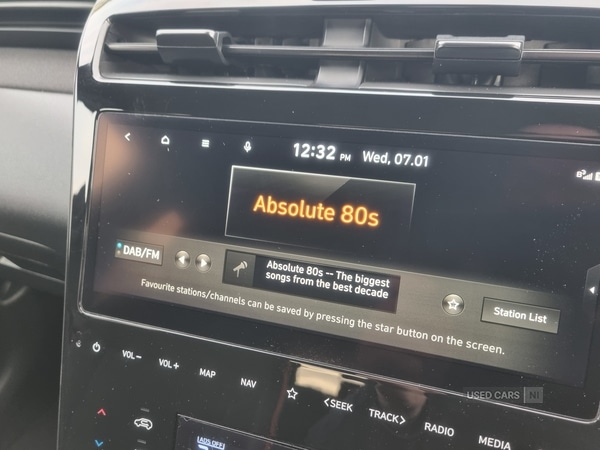 12:32 PM Wed, 07.01
Absolute 80s
DAB/FM
Absolute 80s -- The biggest
songs from the best decade
Station List
Favourite stations/channels can be saved by pressing the star button on the screen.
VOL− VOL+ MAP NAV <SEEK TRACK> RADIO MEDIA
USED CARS NI
[ADS OFF]